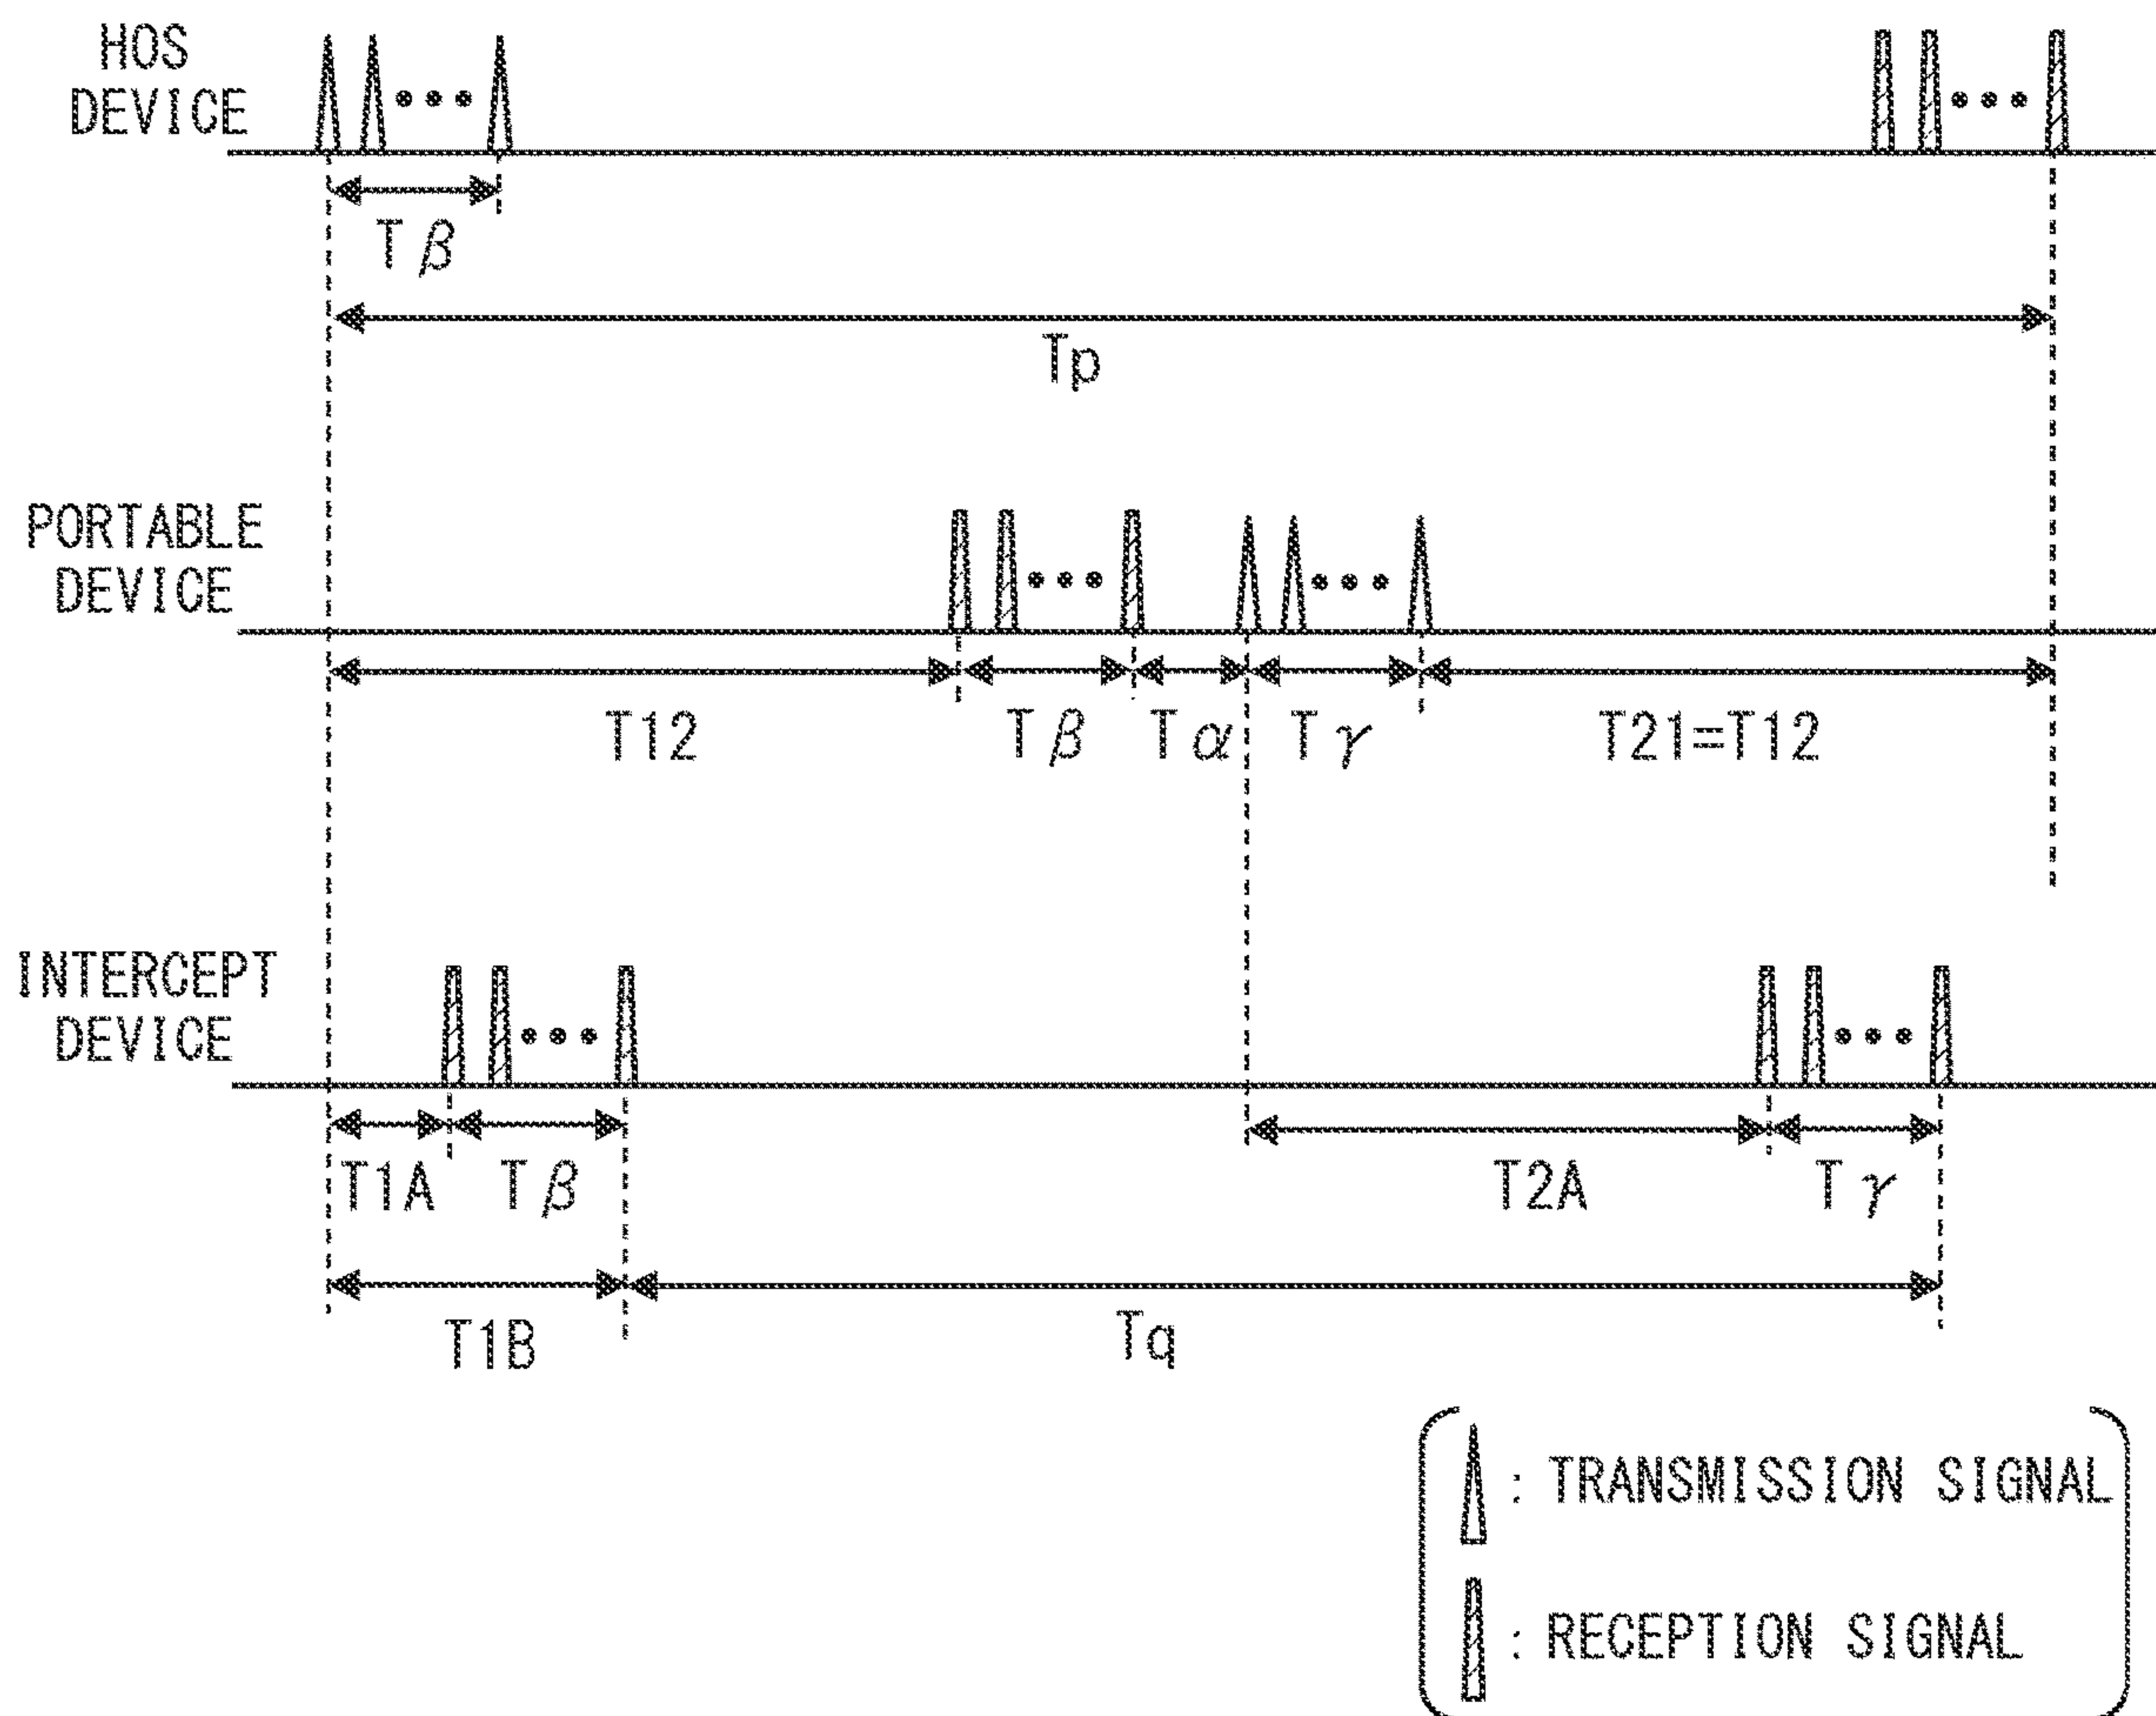 HOS
DEVICE
Tβ
Tp
PORTABLE
DEVICE
T12
Tβ
Tα
Tγ
T21=T12
INTERCEPT
DEVICE
T1A
Tβ
T2A
Tγ
T1B
Tq
: TRANSMISSION SIGNAL
: RECEPTION SIGNAL